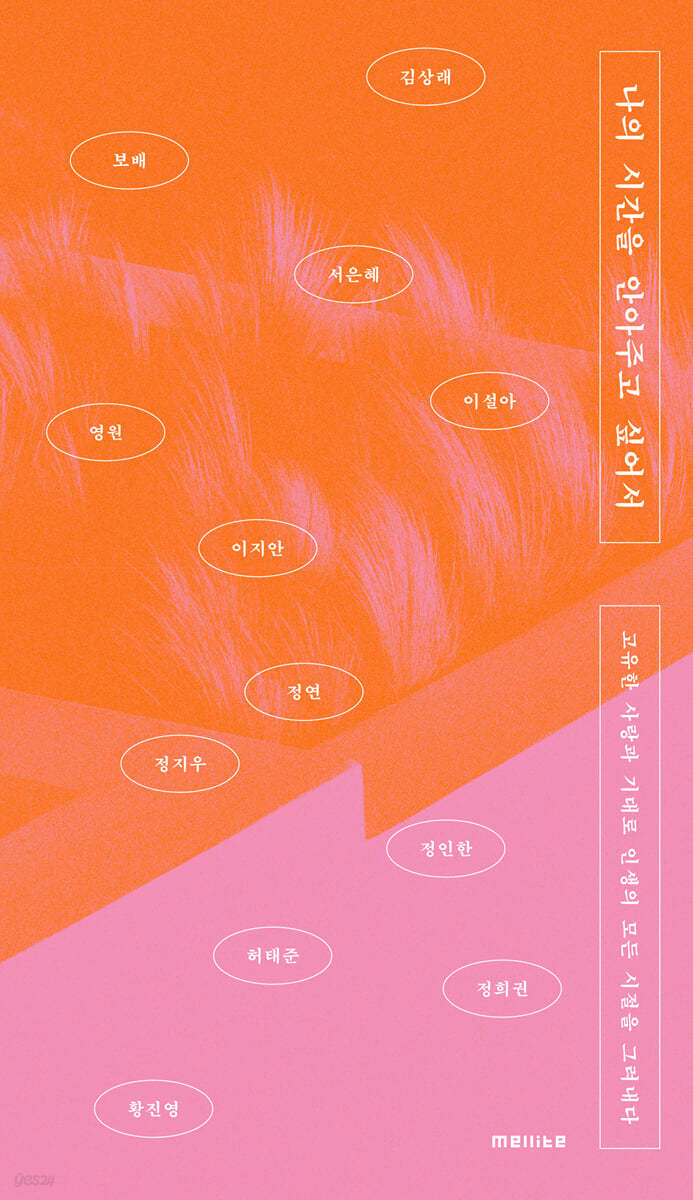 나의 시간을 안아주고 싶어서
고유한 사랑과 기대로 인생의 모든 시절을 그려내다
김상래
보배
서은혜
이설아
영원
이지안
정연
정지우
정인한
허태준
정희권
황진영
mellite
yes24